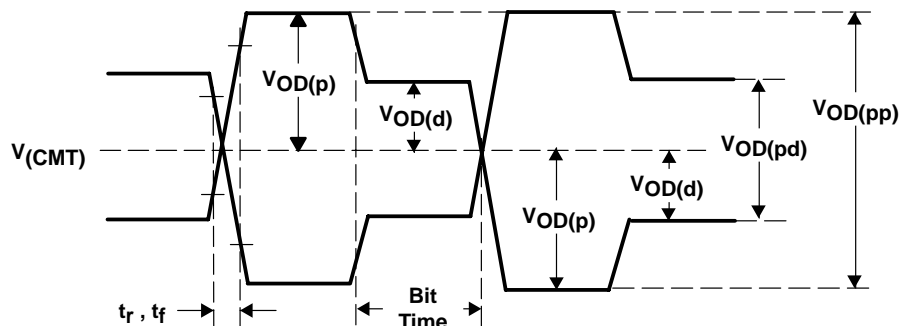 V(CMT)
VOD(p)
VOD(d)
VOD(p)
VOD(d)
VOD(pd)
VOD(pp)
tr , tf
Bit
Time